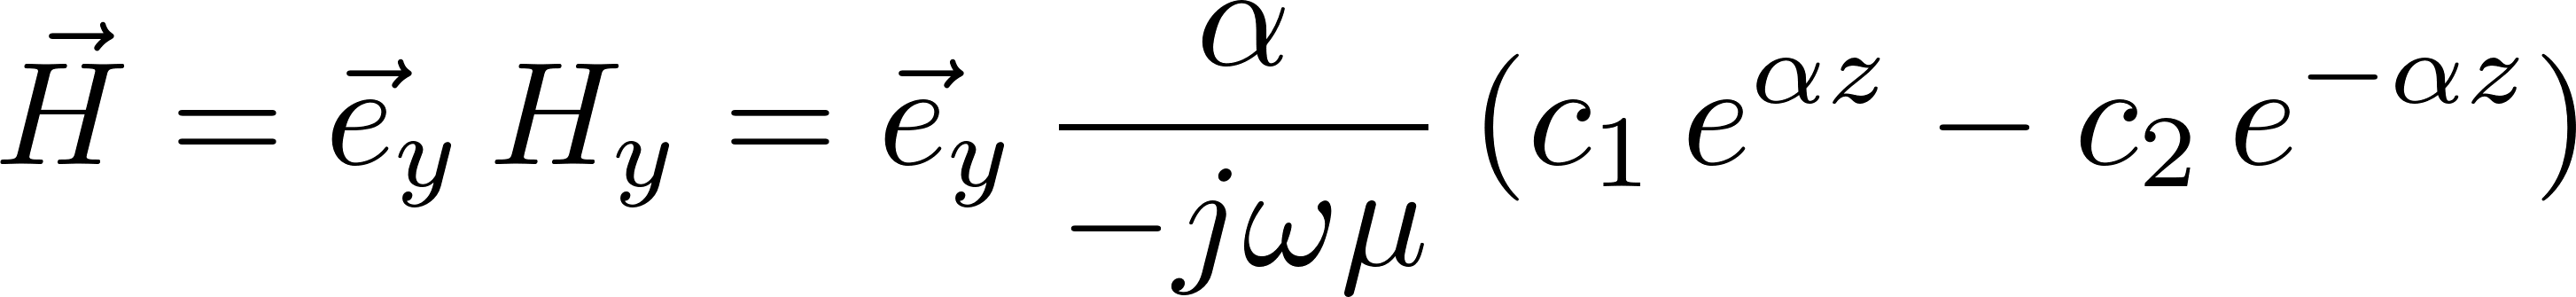 \vec{H} = \vec{e}_y H_y = \vec{e}_y \frac{\alpha}{-j\omega\mu} (c_1 e^{\alpha z} - c_2 e^{-\alpha z})